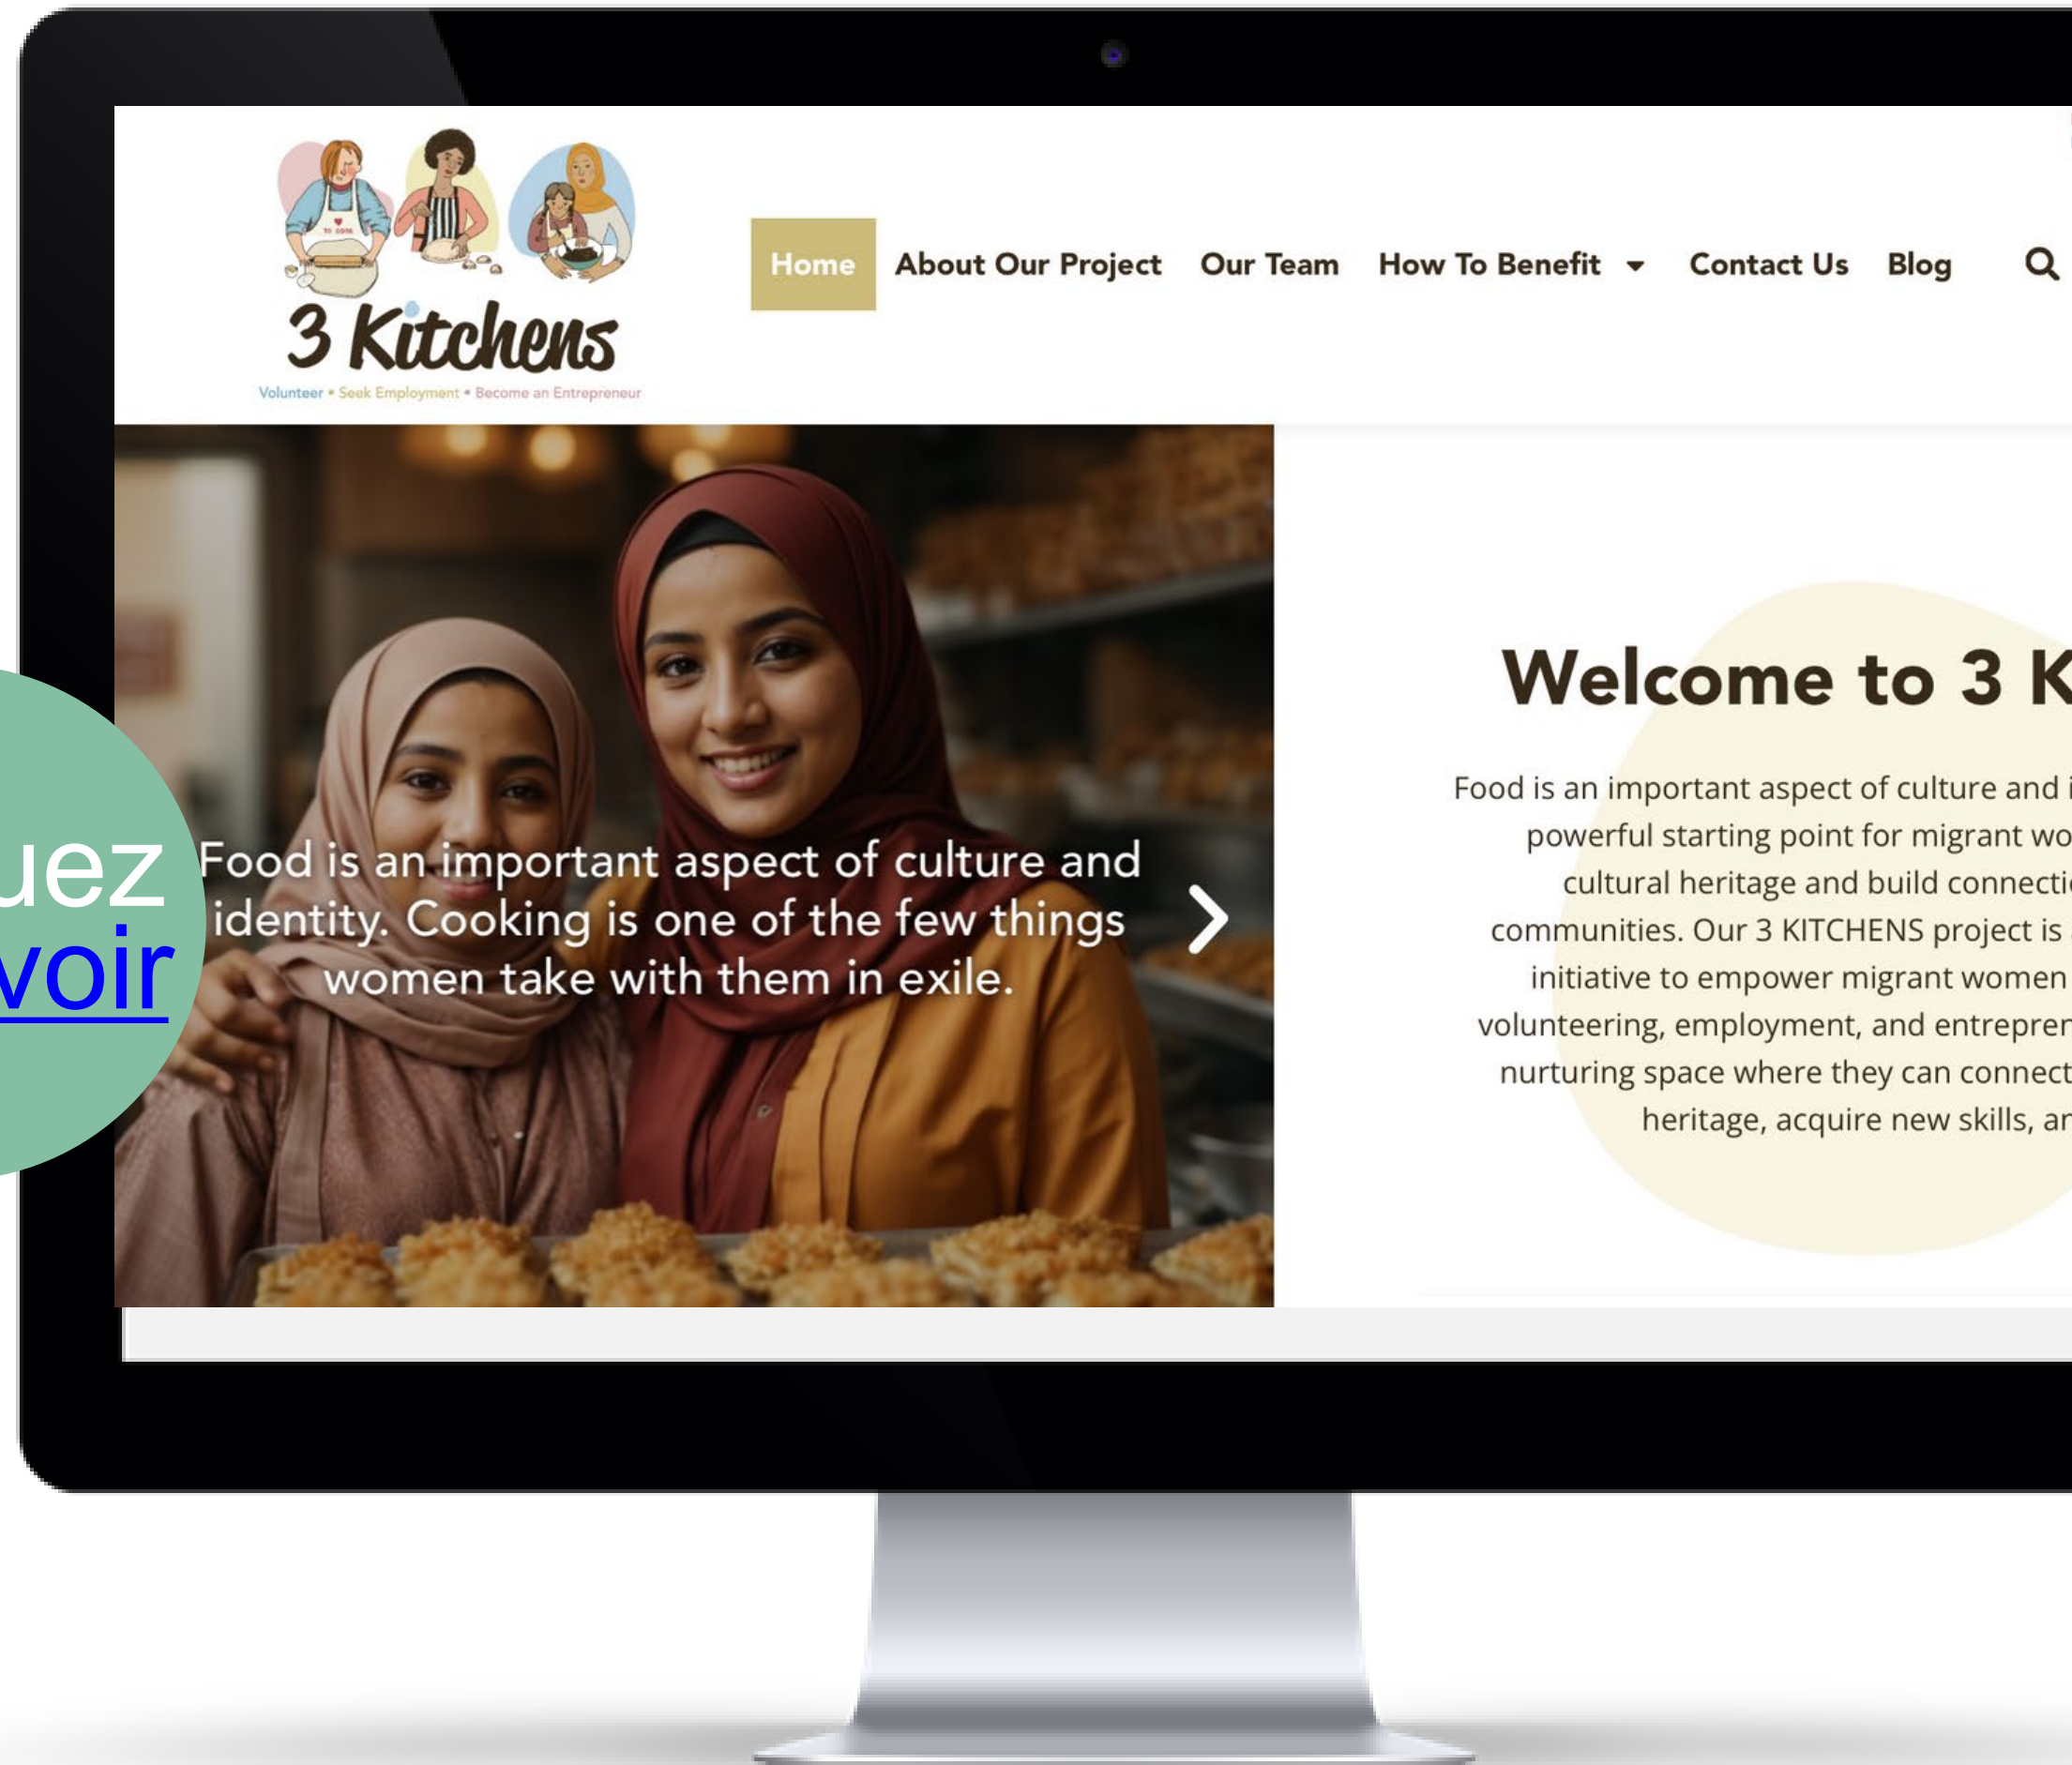 TO COOK
3 Kitchens
Volunteer • Seek Employment • Become an Entrepreneur
Home About Our Project Our Team How To Benefit Contact Us Blog
Food is an important aspect of culture and
identity. Cooking is one of the few things
women take with them in exile.
uez
voir
Welcome to 3 K
Food is an important aspect of culture and i
powerful starting point for migrant wo
cultural heritage and build connecti
communities. Our 3 KITCHENS project is
initiative to empower migrant women
volunteering, employment, and entrepren
nurturing space where they can connect
heritage, acquire new skills, an